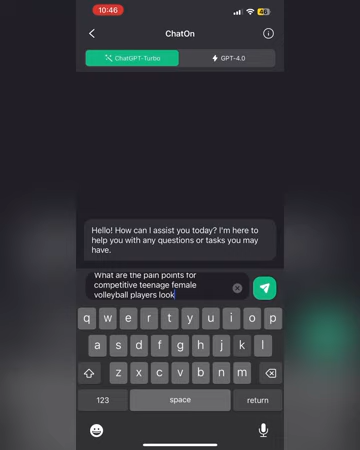 10:46
48
ChatOn
ChatGPT-Turbo
GPT-4.0
Hello! How can I assist you today? I'm here to
help you with any questions or tasks you may
have.
What are the pain points for
competitive teenage female
volleyball players look
q w e r t y u i o p
a s d f g h j k l
z x c v b n m
123 space return